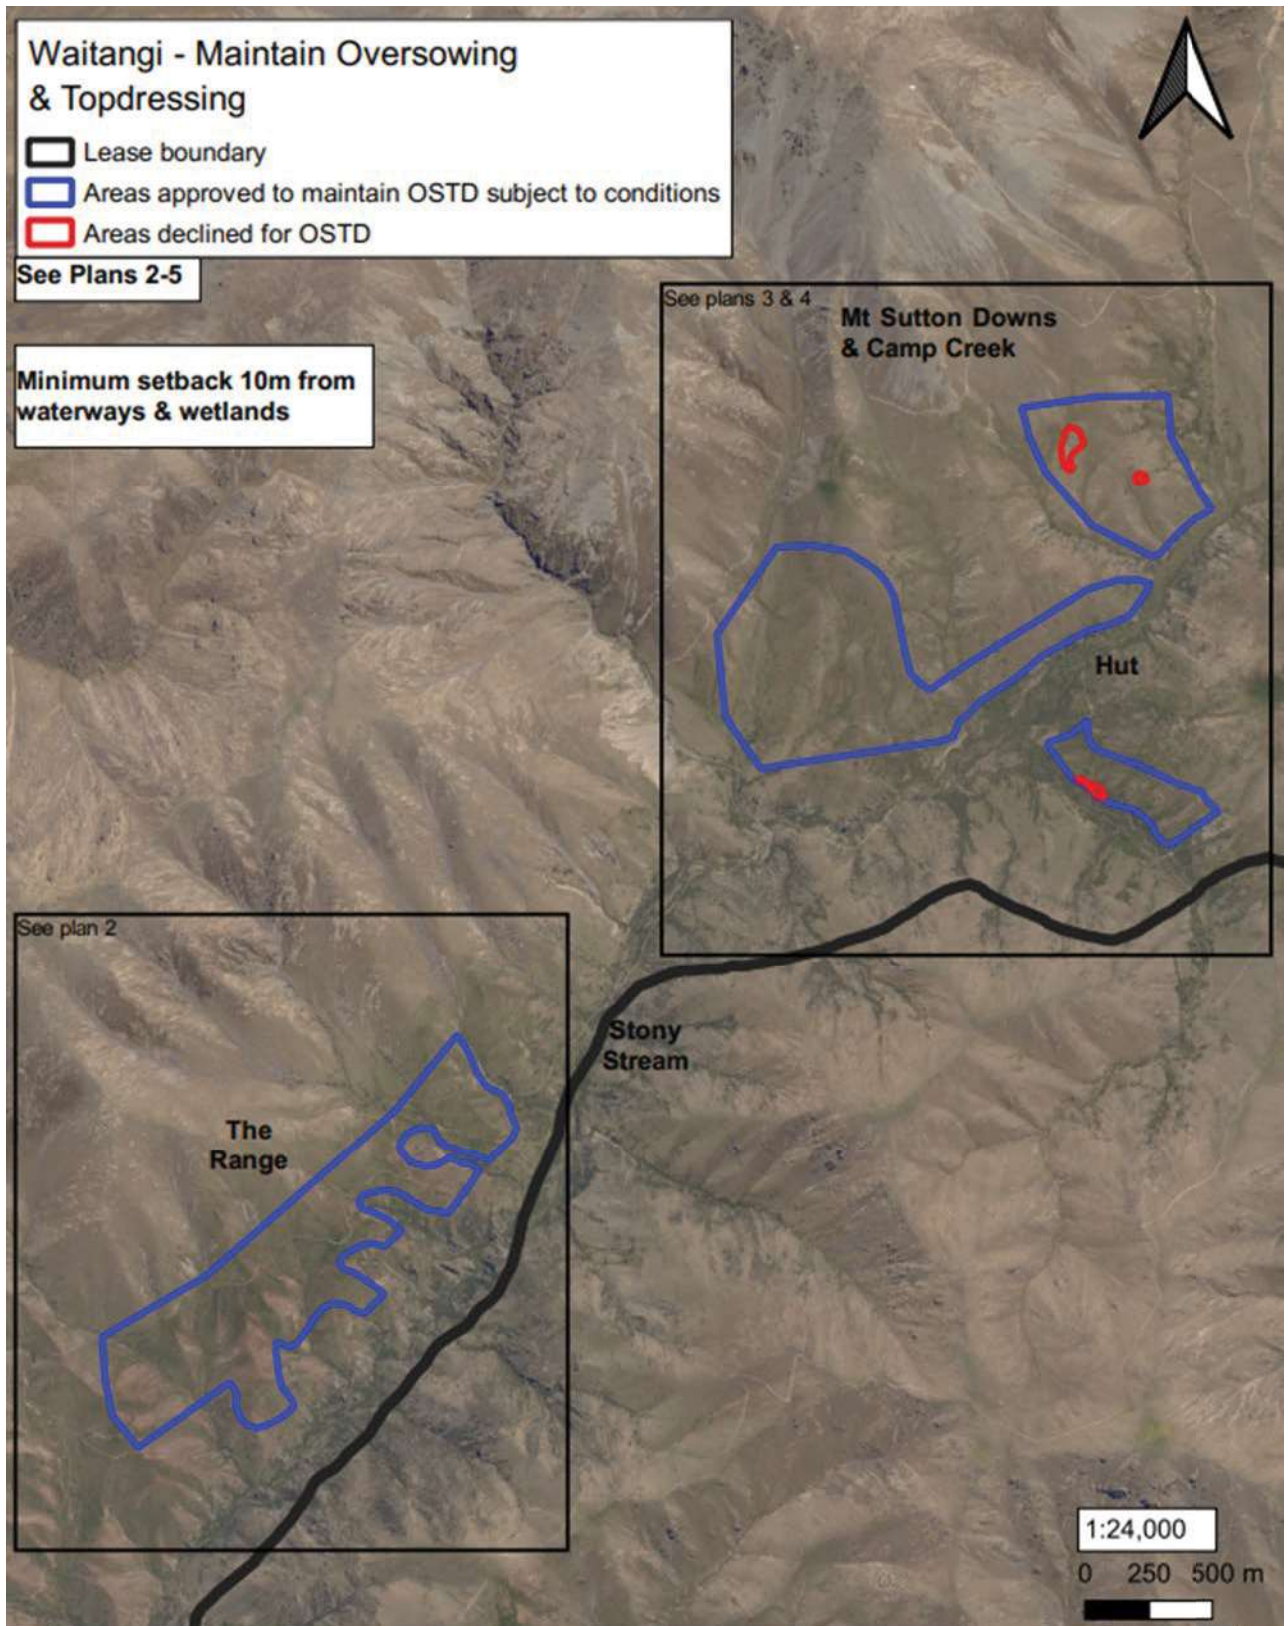 Waitangi - Maintain Oversowing
& Topdressing
Lease boundary
Areas approved to maintain OSTD subject to conditions
Areas declined for OSTD
See Plans 2-5
Minimum setback 10m from
waterways & wetlands
See plans 3 & 4
Mt Sutton Downs
& Camp Creek
Hut
See plan 2
Stony
Stream
The
Range
1:24,000
0 250 500 m